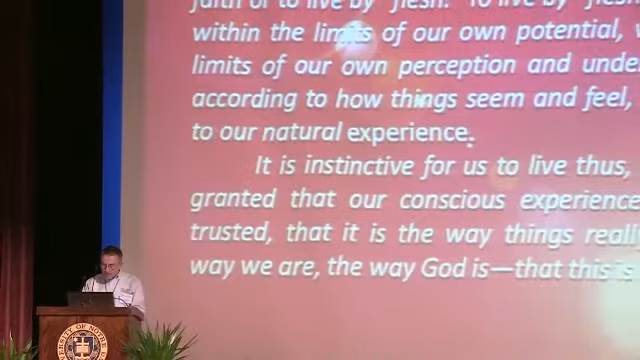 faith or to live by "flesh." To live by "flesh"
within the limits of our own potential,
limits of our own perception and
according to how things seem and feel,
to our natural experience.
It is instinctive for us to live thus,
granted that our conscious experience
trusted, that it is the way things
way we are, the way God is—that this is
UNIVERSITY OF NOTRE